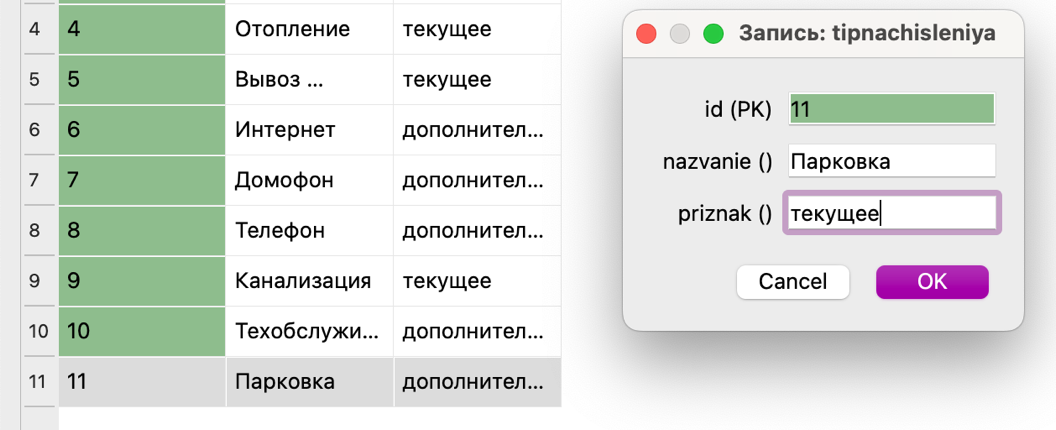 4 4 Отопление текущее
5 5 Вывоз ... текущее
6 6 Интернет дополнител...
7 7 Домофон дополнител...
8 8 Телефон дополнител...
9 9 Канализация текущее
10 10 Техобслужи... дополнител...
11 11 Парковка дополнител...
Запись: tipnachisleniya
id (PK) 11
nazvanie () Парковка
priznak () текущее
Cancel OK